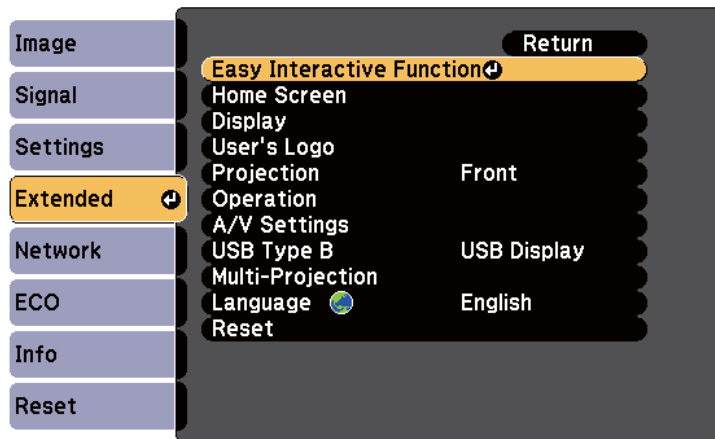 Image
Signal
Settings
Extended
Network
ECO
Info
Reset
Return
Easy Interactive Function
Home Screen
Display
User's Logo
Projection Front
Operation
A/V Settings
USB Type B USB Display
Multi-Projection
Language English
Reset